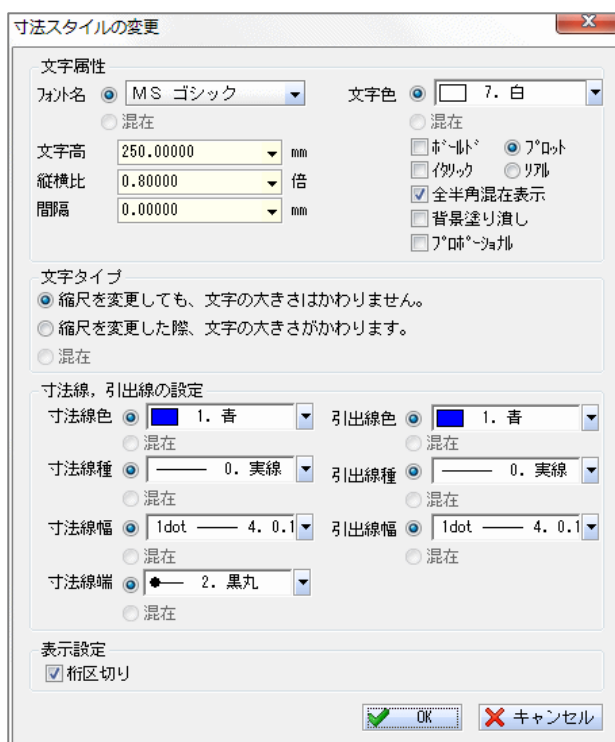 寸法スタイルの変更
文字属性
フォント名 MS ゴシック 文字色 7. 白
混在 混在
文字高 250.00000 mm ボールド プロット
縦横比 0.80000 倍 イタリック リアル
間隔 0.00000 mm 全半角混在表示
背景塗り潰し
プロポーショナル
文字タイプ
縮尺を変更しても、文字の大きさはかわりません。
縮尺を変更した際、文字の大きさがかわります。
混在
寸法線，引出線の設定
寸法線色 1. 青 引出線色 1. 青
混在 混在
寸法線種 0. 実線 引出線種 0. 実線
混在 混在
寸法線幅 1dot 4. 0.1 引出線幅 1dot 4. 0.1
混在 混在
寸法線端 2. 黒丸
混在
表示設定
桁区切り
OK キャンセル